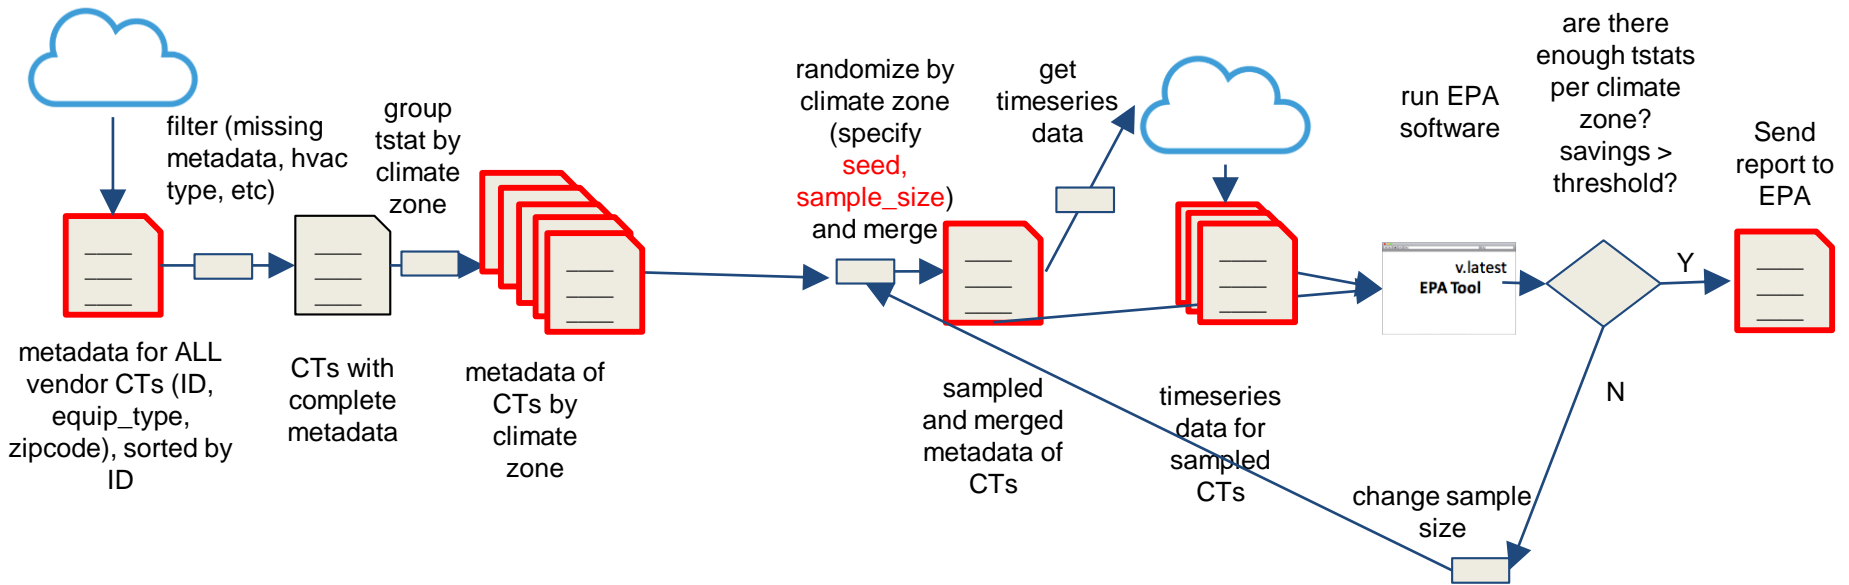 filter (missing
metadata, hvac
type, etc)
group
tstat by
climate
zone
randomize by
climate zone
(specify
seed,
sample_size)
and merge
get
timeseries
data
run EPA
software
are there
enough tstats
per climate
zone?
savings >
threshold?
Send
report to
EPA
v.latest
EPA Tool
Y
N
metadata for ALL
vendor CTs (ID,
equip_type,
zipcode), sorted by
ID
CTs with
complete
metadata
metadata of
CTs by
climate
zone
sampled
and merged
metadata of
CTs
timeseries
data for
sampled
CTs
change sample
size